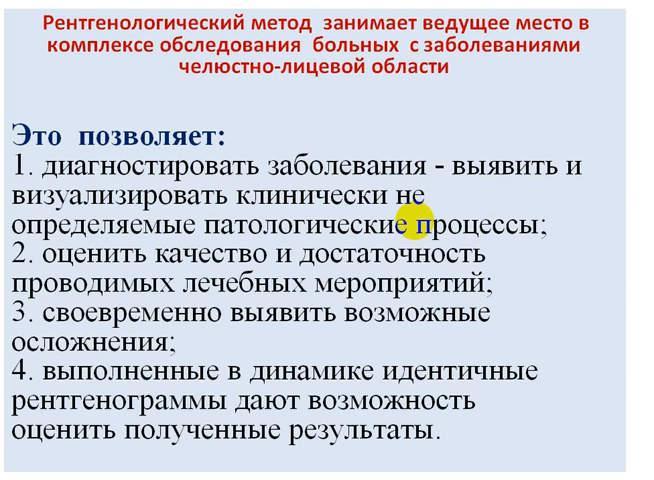 Рентгенологический метод занимает ведущее место в
комплексе обследования больных с заболеваниями
челюстно-лицевой области
Это позволяет:
1. диагностировать заболевания - выявить и
визуализировать клинически не
определяемые патологические процессы;
2. оценить качество и достаточность
проводимых лечебных мероприятий;
3. своевременно выявить возможные
осложнения;
4. выполненные в динамике идентичные
рентгенограммы дают возможность
оценить полученные результаты.